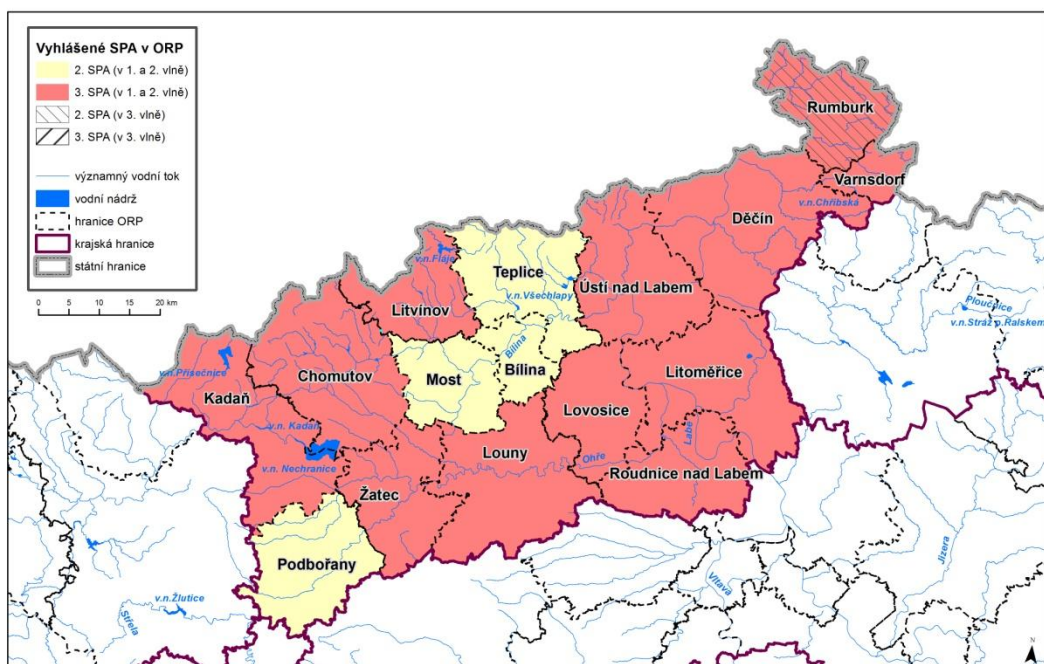 Vyhlášené SPA v ORP
2. SPA (v 1. a 2. vlně)
3. SPA (v 1. a 2. vlně)
2. SPA (v 3. vlně)
3. SPA (v 3. vlně)
významný vodní tok
vodní nádrž
hranice ORP
krajská hranice
státní hranice
0 5 10 15 20 km
Rumburk
Varnsdorf
v.n.Chřibská
Děčín
v.n.Fláje
Teplice
v.n.Všechlapy
Ústí nad Labem
Litvínov
Ploučnice
v.n.Stráž p.Ralskem
Bílina
Most
Bílina
v.n.Přísečnice
Chomutov
Kadaň
Litoměřice
Lovosice
v.n. Kadaň
Labe
Louny
Ohře
v.n. Nechranice
Roudnice nad Labem
Žatec
Podbořany
Jizera
Vltava
v.n.Žlutice
Střela
N